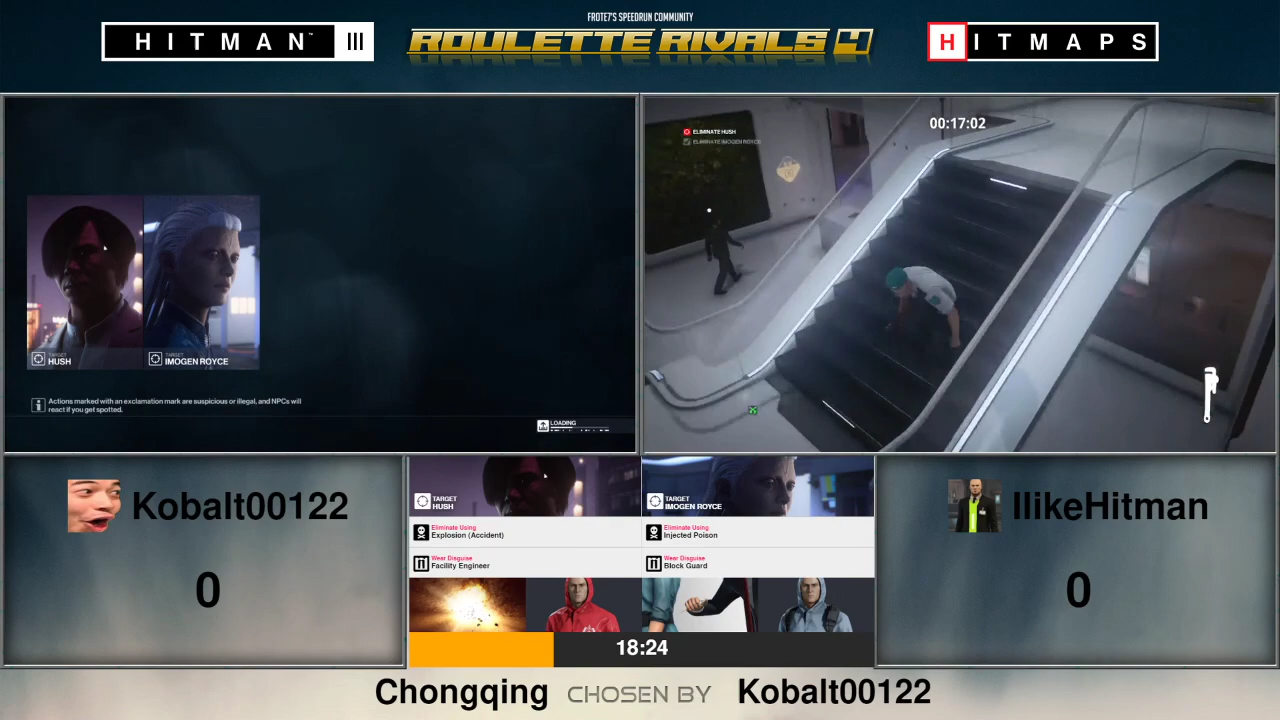 FROTE7'S SPEEDRUN COMMUNITY
HITMAN™ III
ROULETTE RIVALS 4
HITMAPS
00:17:02
ELIMINATE HUSH
ELIMINATE IMOGEN ROYCE
TARGET
HUSH
TARGET
IMOGEN ROYCE
Actions marked with an exclamation mark are suspicious or illegal, and NPCs will
react if you get spotted.
LOADING
Kobalt00122
0
TARGET
HUSH
Eliminate Using
Explosion (Accident)
Wear Disguise
Facility Engineer
TARGET
IMOGEN ROYCE
Eliminate Using
Injected Poison
Wear Disguise
Block Guard
18:24
IlikeHitman
0
Chongqing CHOSEN BY Kobalt00122